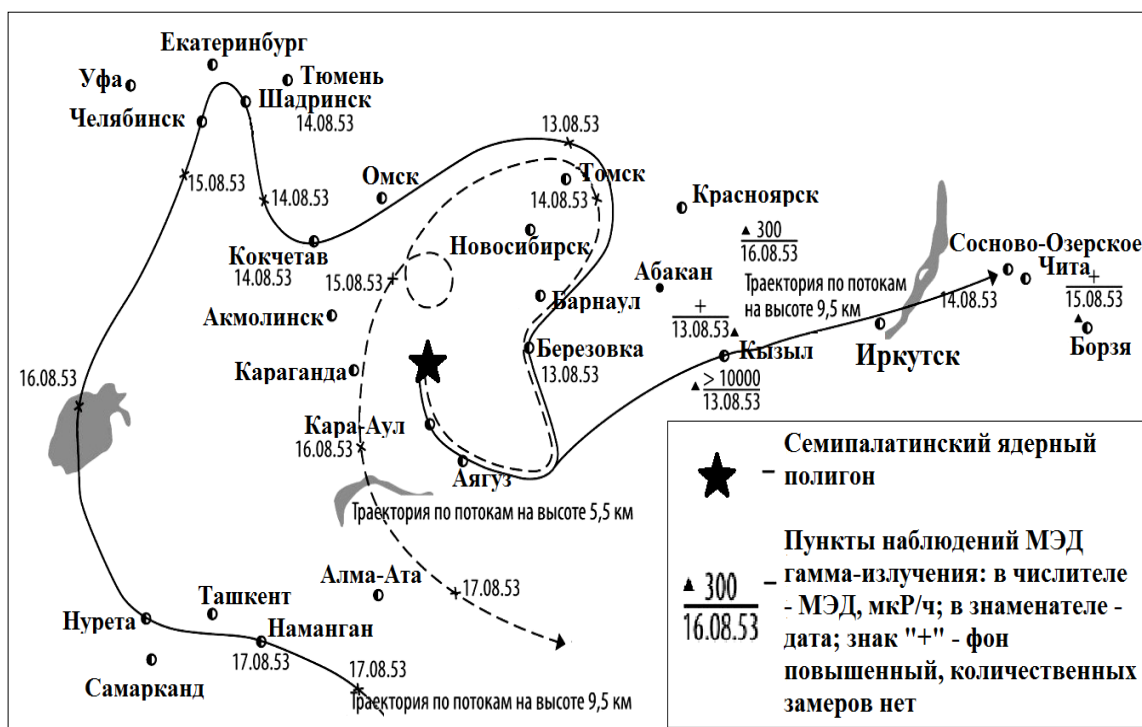 Екатеринбург
Уфа
Тюмень
Шадринск
14.08.53
Челябинск
13.08.53
15.08.53
14.08.53
Омск
Томск
14.08.53
Красноярск
300
16.08.53
Новосибирск
Кокчетав
14.08.53
15.08.53
Абакан
Траектория по потокам
на высоте 9,5 км
Сосново-Озерское
Чита
+
15.08.53
14.08.53
Барнаул
+
13.08.53
Акмолинск
Березовка
13.08.53
Кызыл
Иркутск
Борзя
Караганда
> 10000
13.08.53
16.08.53
Кара-Аул
16.08.53
Аягуз
Траектория по потокам на высоте 5,5 км
Алма-Ата
17.08.53
Ташкент
Нурета
Наманган
17.08.53
Самарканд
17.08.53
Траектория по потокам на высоте 9,5 км
– Семипалатинский ядерный
полигон
300
16.08.53
– Пункты наблюдений МЭД
гамма-излучения: в числителе
- МЭД, мкР/ч; в знаменателе -
дата; знак "+" - фон
повышенный, количественных
замеров нет